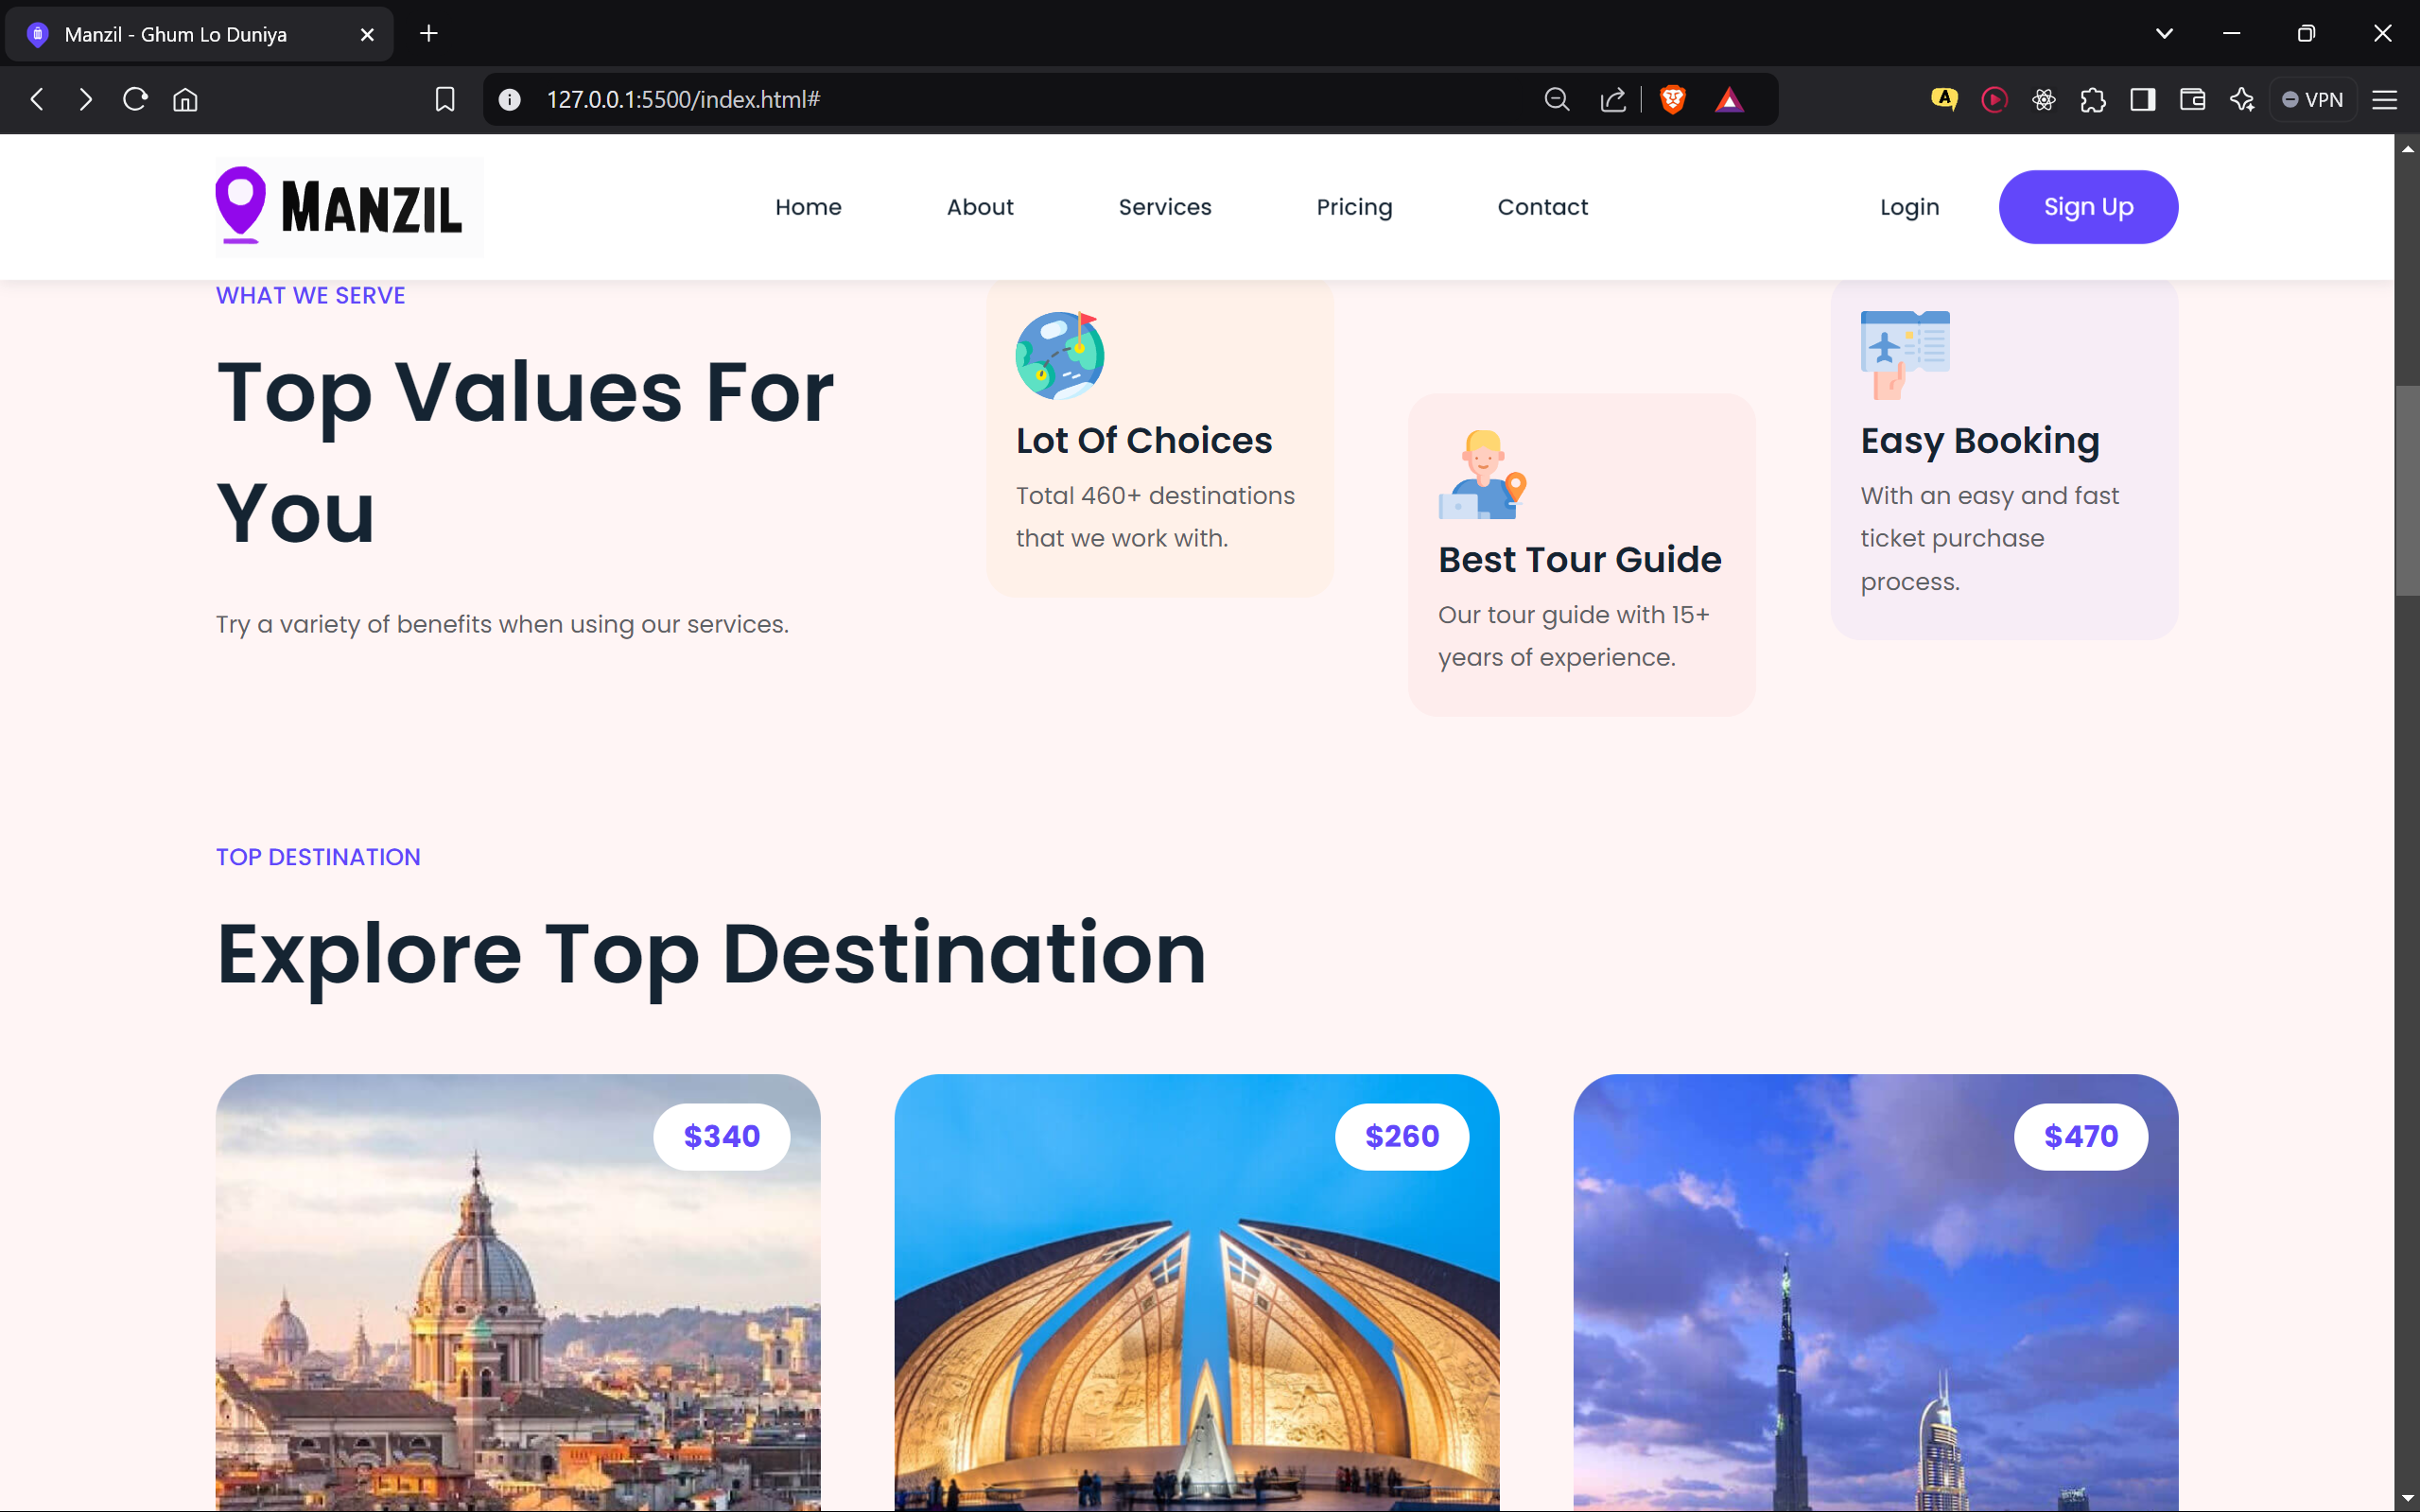 Manzil - Ghum Lo Duniya
127.0.0.1:5500/index.html#
A
VPN
MANZIL
Home
About
Services
Pricing
Contact
Login
Sign Up
WHAT WE SERVE
Top Values For
You
Try a variety of benefits when using our services.
Lot Of Choices
Total 460+ destinations
that we work with.
Best Tour Guide
Our tour guide with 15+
years of experience.
Easy Booking
With an easy and fast
ticket purchase
process.
TOP DESTINATION
Explore Top Destination
$340
$260
$470